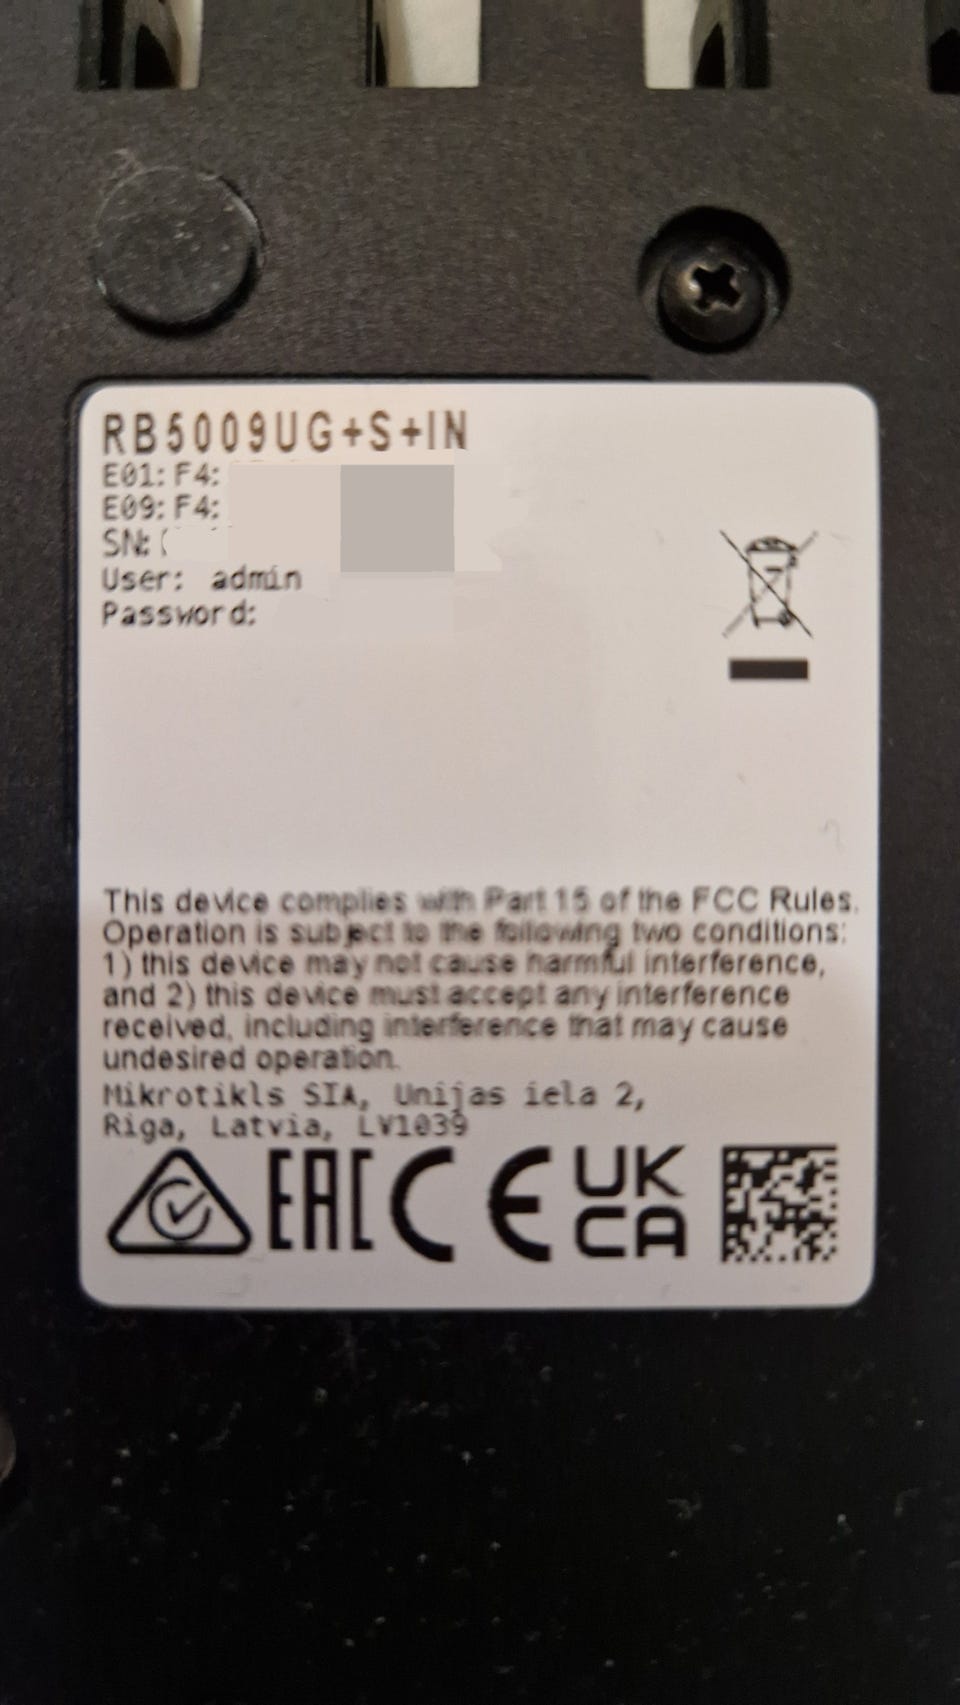 RB5009UG+S+IN
E01: F4:
E09: F4:
SN:
User: admin
Password:
This device complies with Part 15 of the FCC Rules.
Operation is subject to the following two conditions:
1) this device may not cause harmful interference,
and 2) this device must accept any interference
received, including interference that may cause
undesired operation.
Mikrotikls SIA, Unijas iela 2,
Riga, Latvia, LV1039
EAC CE UK
CA